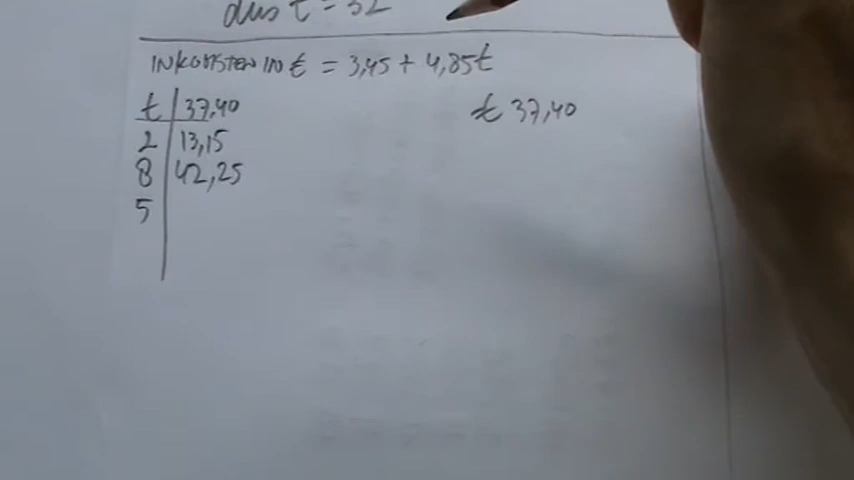 dus t = 32
INKOMSTEN IN € = 3,45 + 4,85t
t 37,40
2 13,15
8 42,25
5
€ 37,40